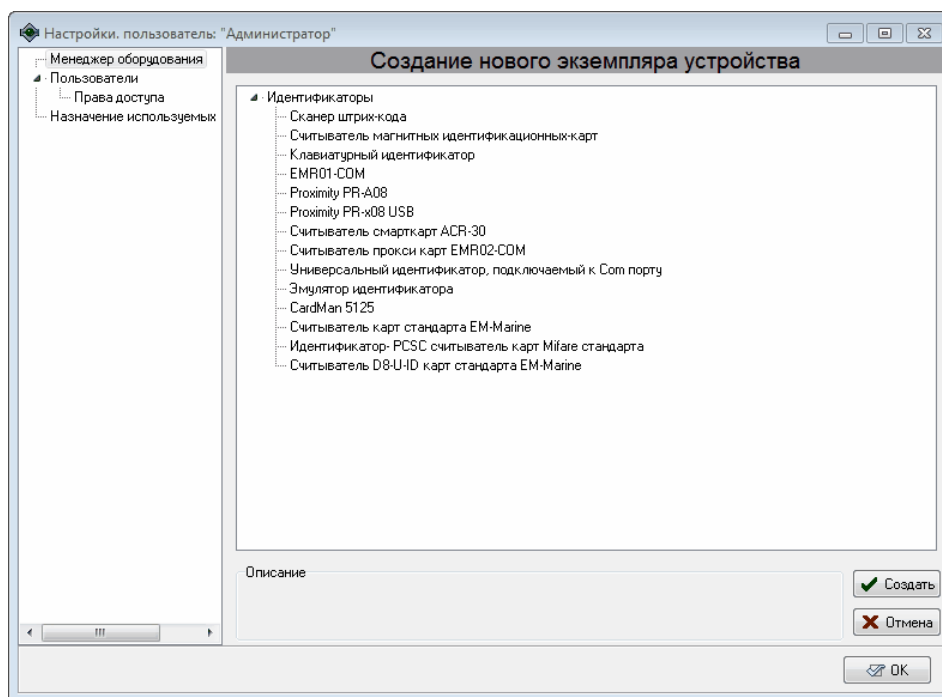 Настройки. пользователь: "Администратор"
Менеджер оборудования
Пользователи
Права доступа
Назначение используемых
Создание нового экземпляра устройства
Идентификаторы
Сканер штрих-кода
Считыватель магнитных идентификационных-карт
Клавиатурный идентификатор
EMR01-COM
Proximity PR-A08
Proximity PR-x08 USB
Считыватель смарткарт ACR-30
Считыватель прокси карт EMR02-COM
Универсальный идентификатор, подключаемый к Com порту
Эмулятор идентификатора
CardMan 5125
Считыватель карт стандарта EM-Marine
Идентификатор- PCSC считыватель карт Mifare стандарта
Считыватель D8-U-ID карт стандарта EM-Marine
Описание
Создать
Отмена
OK